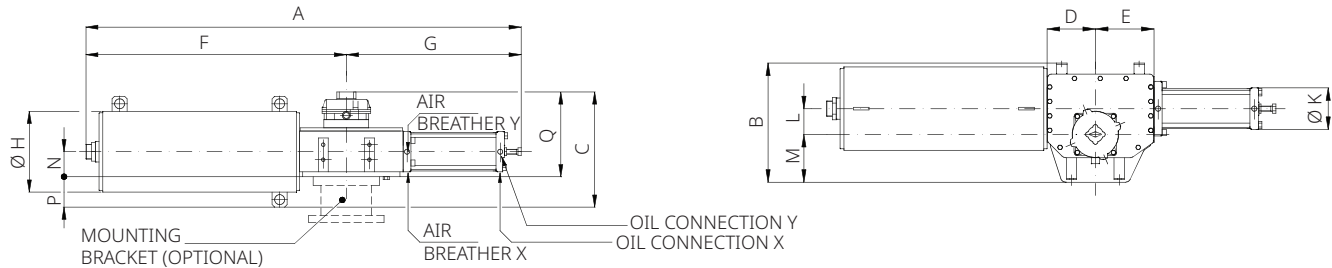 A
F
G
AIR
BREATHER Y
Ø H
N
P
Q
C
MOUNTING
BRACKET (OPTIONAL)
AIR
BREATHER X
OIL CONNECTION Y
OIL CONNECTION X
D
E
B
L
M
Ø K